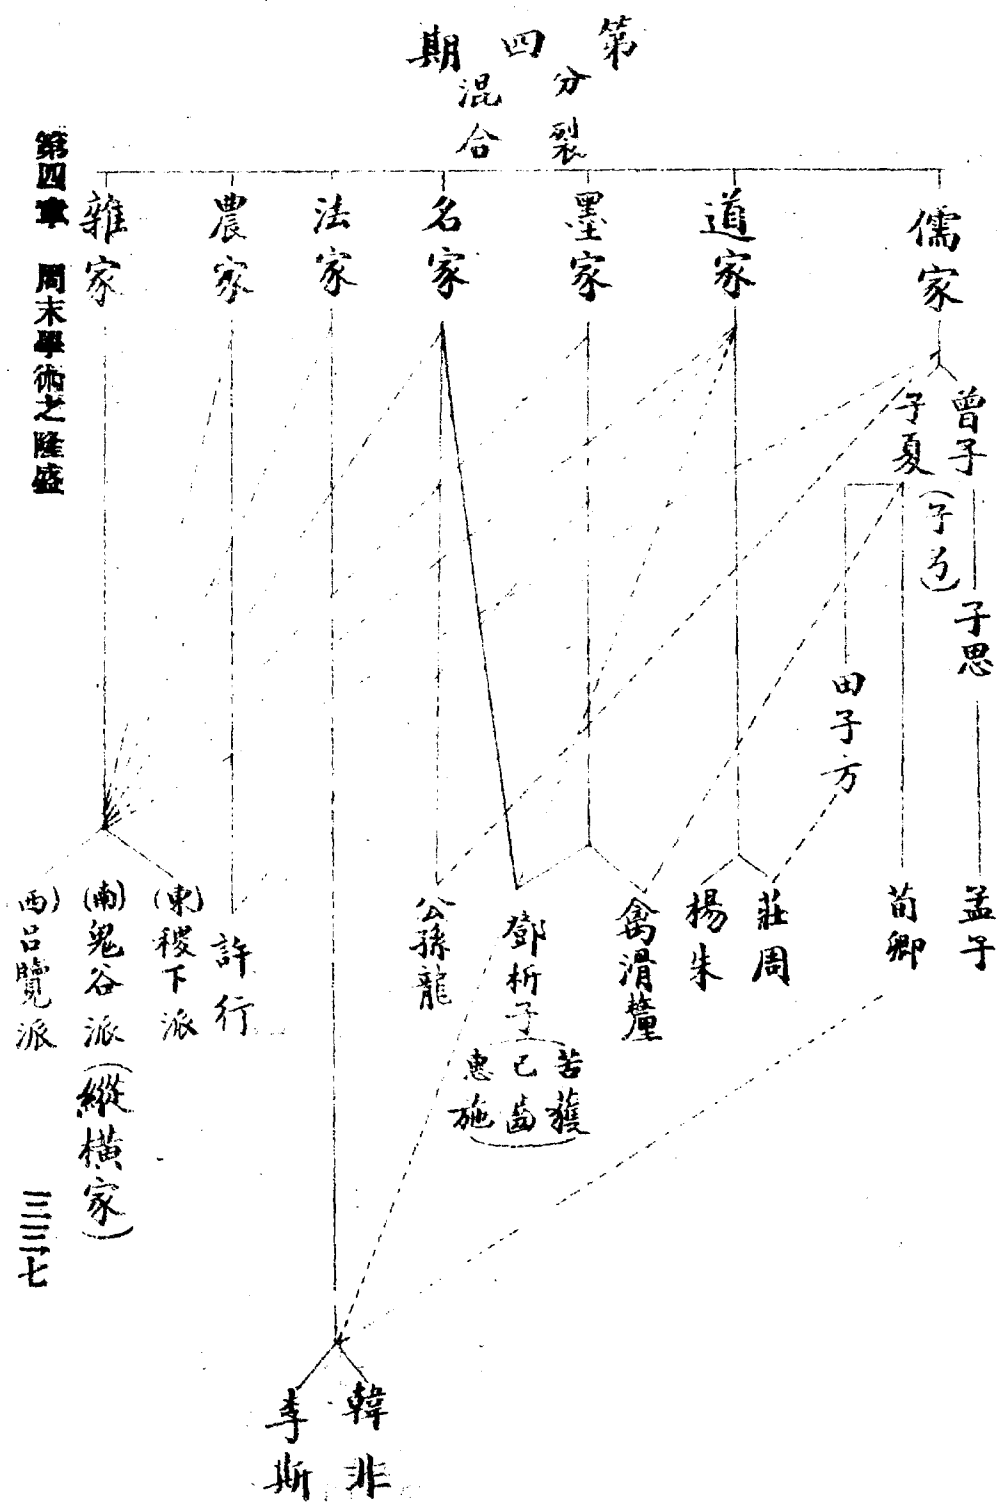 第四期
分裂
混合
儒家
道家
墨家
名家
法家
農家
雜家
曾子
子夏
(子弓)
子思
田子方
孟子
荀卿
莊周
楊朱
禽滑釐
鄧析子
苦獲
已齒
惠施
公孫龍
許行
(東)稷下派
(南)鬼谷派(縱橫家)
西)呂覽派
韓非
李斯
第四章 周末學術之隆盛
三三七